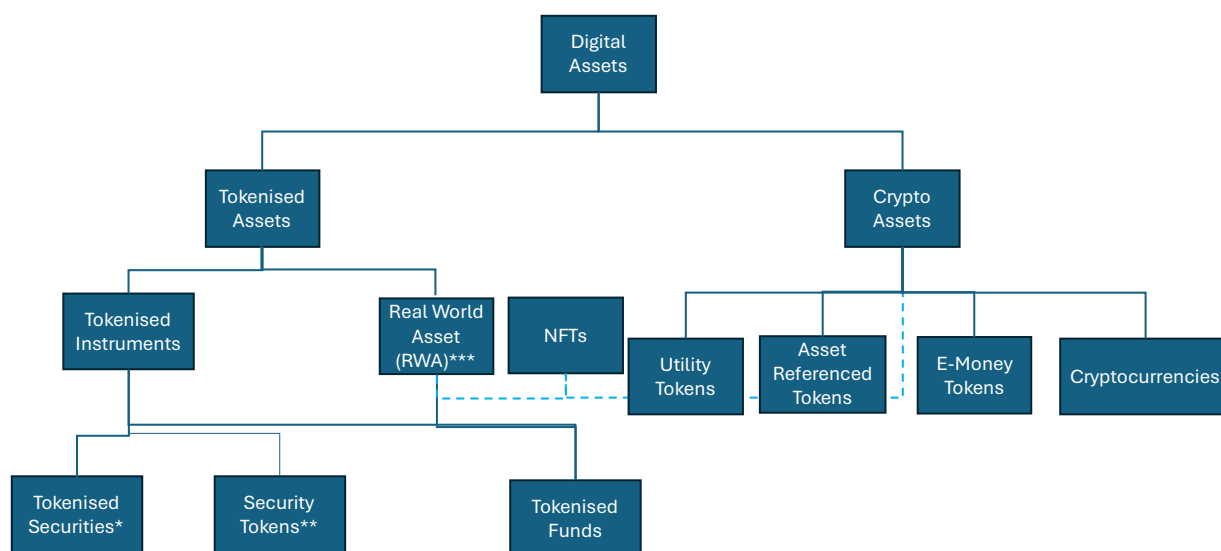 Digital
Assets
Tokenised
Assets
Crypto
Assets
Tokenised
Instruments
Real World
Asset
(RWA)***
NFTs
Utility
Tokens
Asset
Referenced
Tokens
E-Money
Tokens
Cryptocurrencies
Tokenised
Securities*
Security
Tokens**
Tokenised
Funds